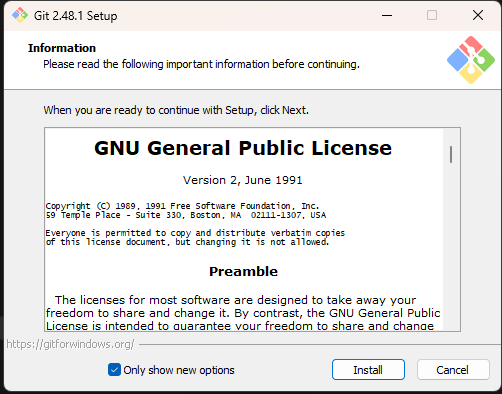 Git 2.48.1 Setup
Information
Please read the following important information before continuing.
When you are ready to continue with Setup, click Next.
GNU General Public License
Version 2, June 1991
Copyright (C) 1989, 1991 Free Software Foundation, Inc.
59 Temple Place - Suite 330, Boston, MA  02111-1307, USA
Everyone is permitted to copy and distribute verbatim copies
of this license document, but changing it is not allowed.
Preamble
The licenses for most software are designed to take away your
freedom to share and change it. By contrast, the GNU General Public
License is intended to guarantee your freedom to share and change
https://gitforwindows.org/
Only show new options
Install
Cancel